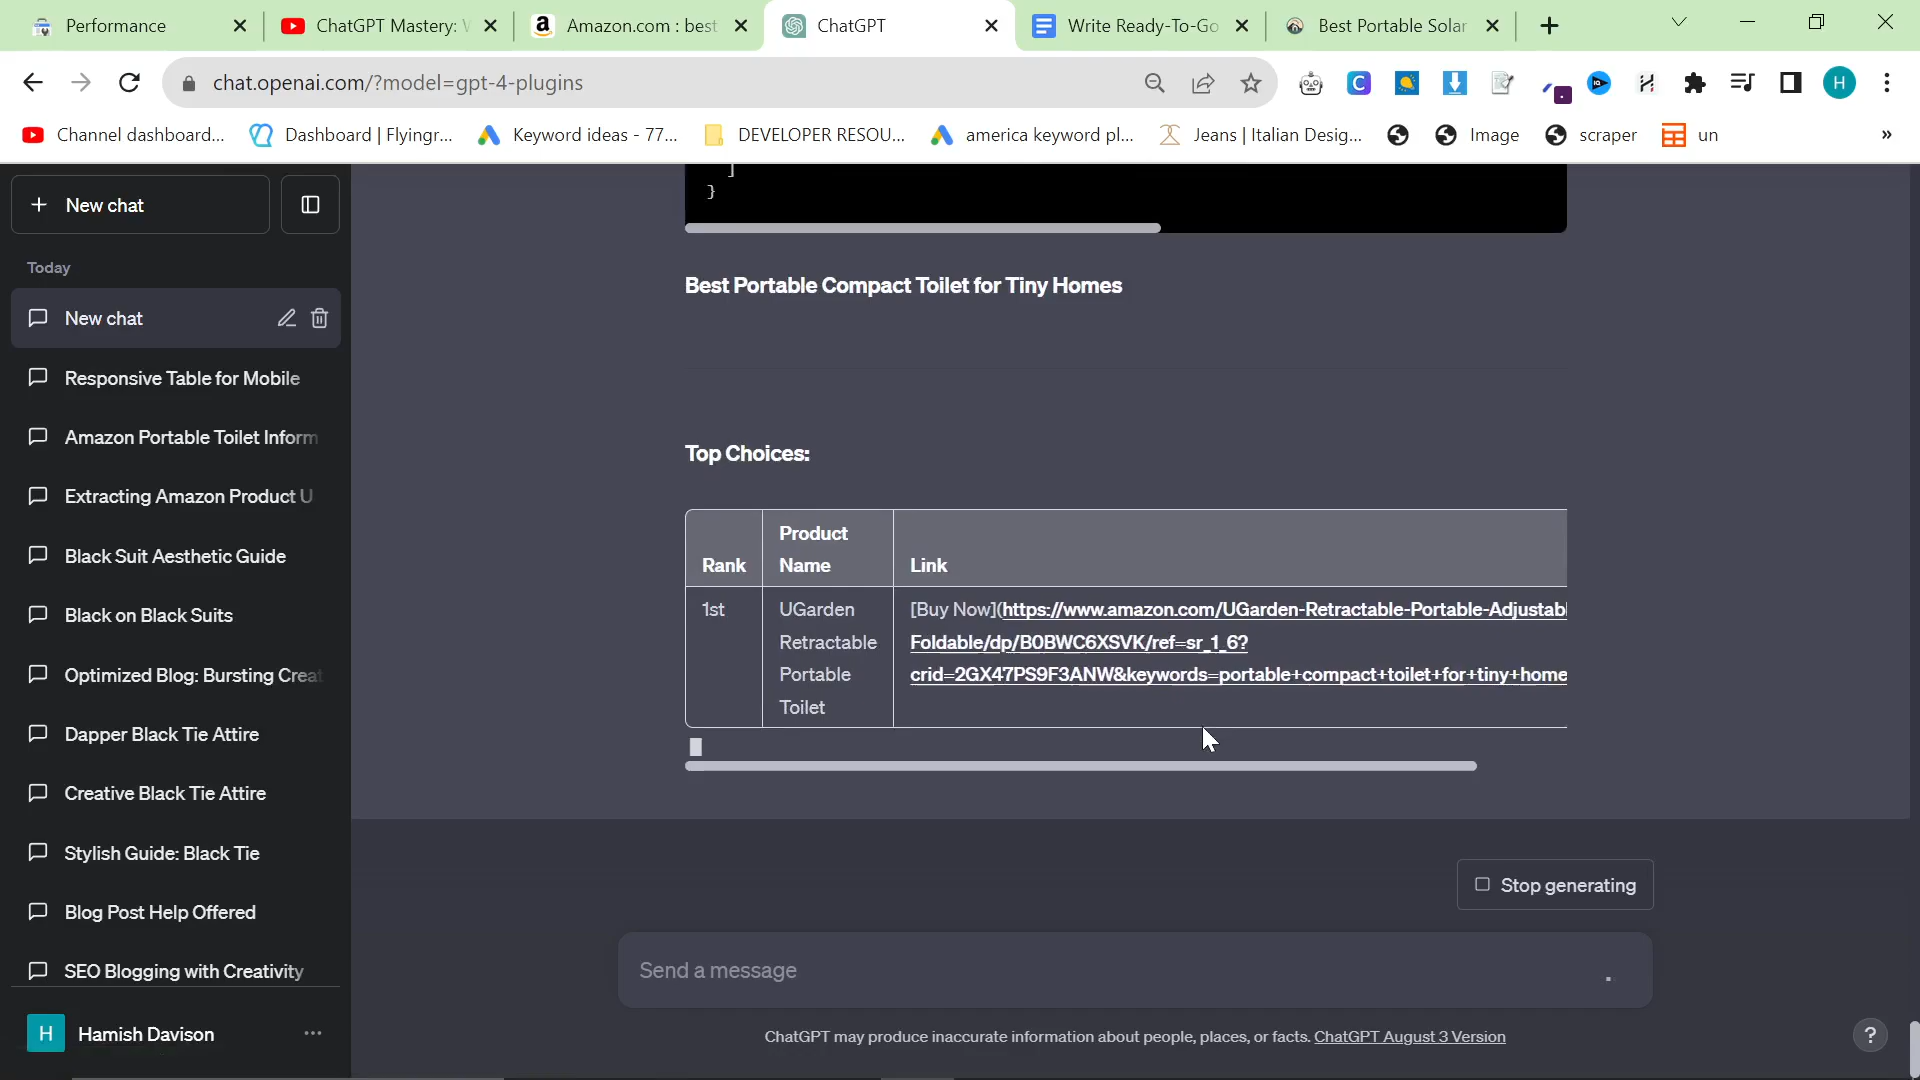 Performance
ChatGPT Mastery: W
Amazon.com : best
ChatGPT
Write Ready-To-Go
Best Portable Solar
chat.openai.com/?model=gpt-4-plugins
H
Channel dashboard...
Dashboard | Flyingr...
Keyword ideas - 77...
DEVELOPER RESOU...
america keyword pl...
Jeans | Italian Desig...
Image
scraper
un
»
New chat
Today
New chat
Responsive Table for Mobile
Amazon Portable Toilet Inform
Extracting Amazon Product U
Black Suit Aesthetic Guide
Black on Black Suits
Optimized Blog: Bursting Creat
Dapper Black Tie Attire
Creative Black Tie Attire
Stylish Guide: Black Tie
Blog Post Help Offered
SEO Blogging with Creativity
H
Hamish Davison
]
}
Best Portable Compact Toilet for Tiny Homes
Top Choices:
Rank
Product
Name
Link
1st
UGarden
Retractable
Portable
Toilet
[Buy Now](https://www.amazon.com/UGarden-Retractable-Portable-Adjustabl
Foldable/dp/B0BWC6XSVK/ref=sr_1_6?
crid=2GX47PS9F3ANW&keywords=portable+compact+toilet+for+tiny+home
Stop generating
Send a message
ChatGPT may produce inaccurate information about people, places, or facts. ChatGPT August 3 Version
?